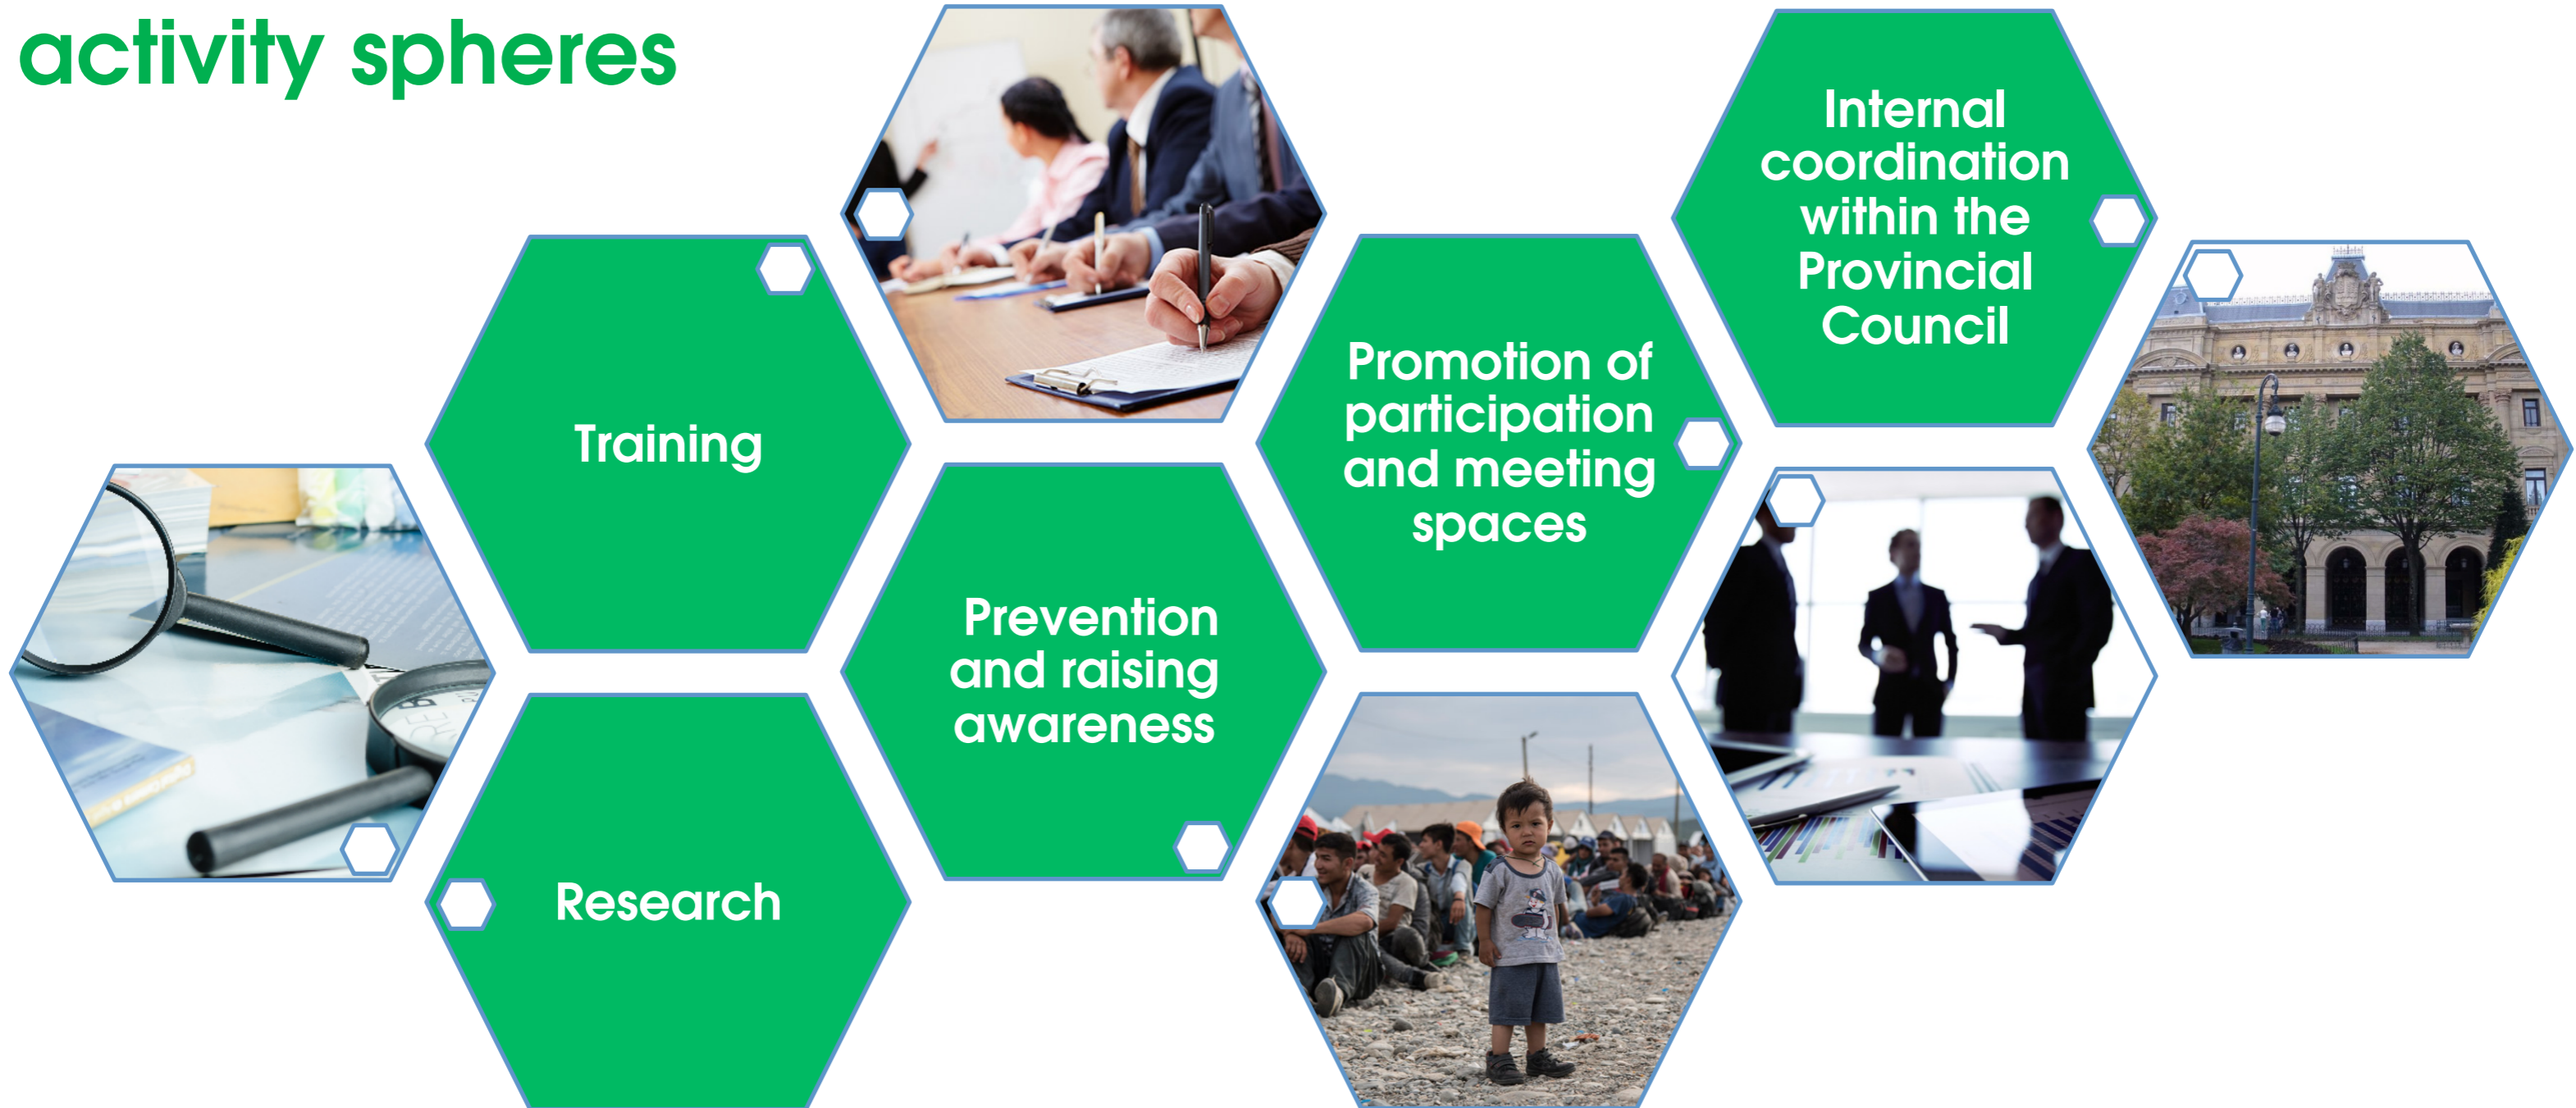 activity spheres
Internal
coordination
within the
Provincial
Council
Training
Promotion of
participation
and meeting
spaces
Prevention
and raising
awareness
Research